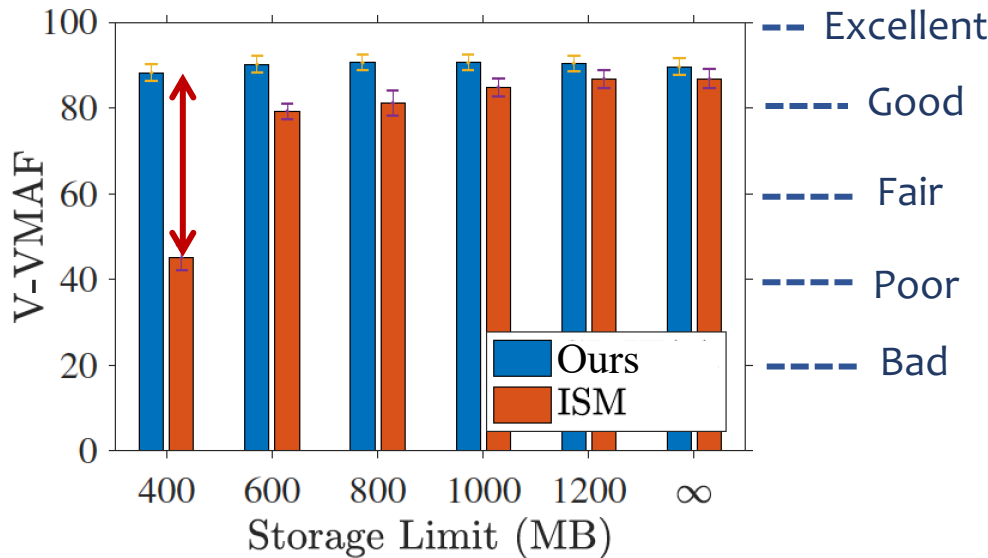 100
80
60
40
20
0
V-VMAF
400 600 800 1000 1200 ∞
Storage Limit (MB)
Ours
ISM
Excellent
Good
Fair
Poor
Bad